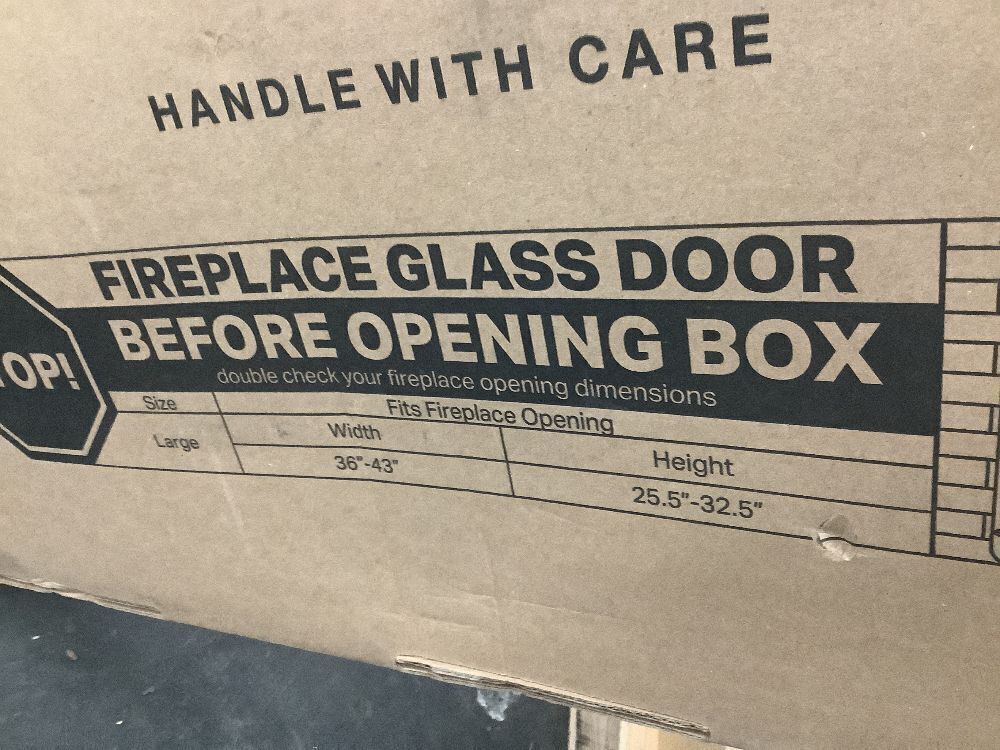 HANDLE WITH CARE
FIREPLACE GLASS DOOR
OP!
BEFORE OPENING BOX
double check your fireplace opening dimensions
Size Fits Fireplace Opening
Width Height
Large 36"-43" 25.5"-32.5"